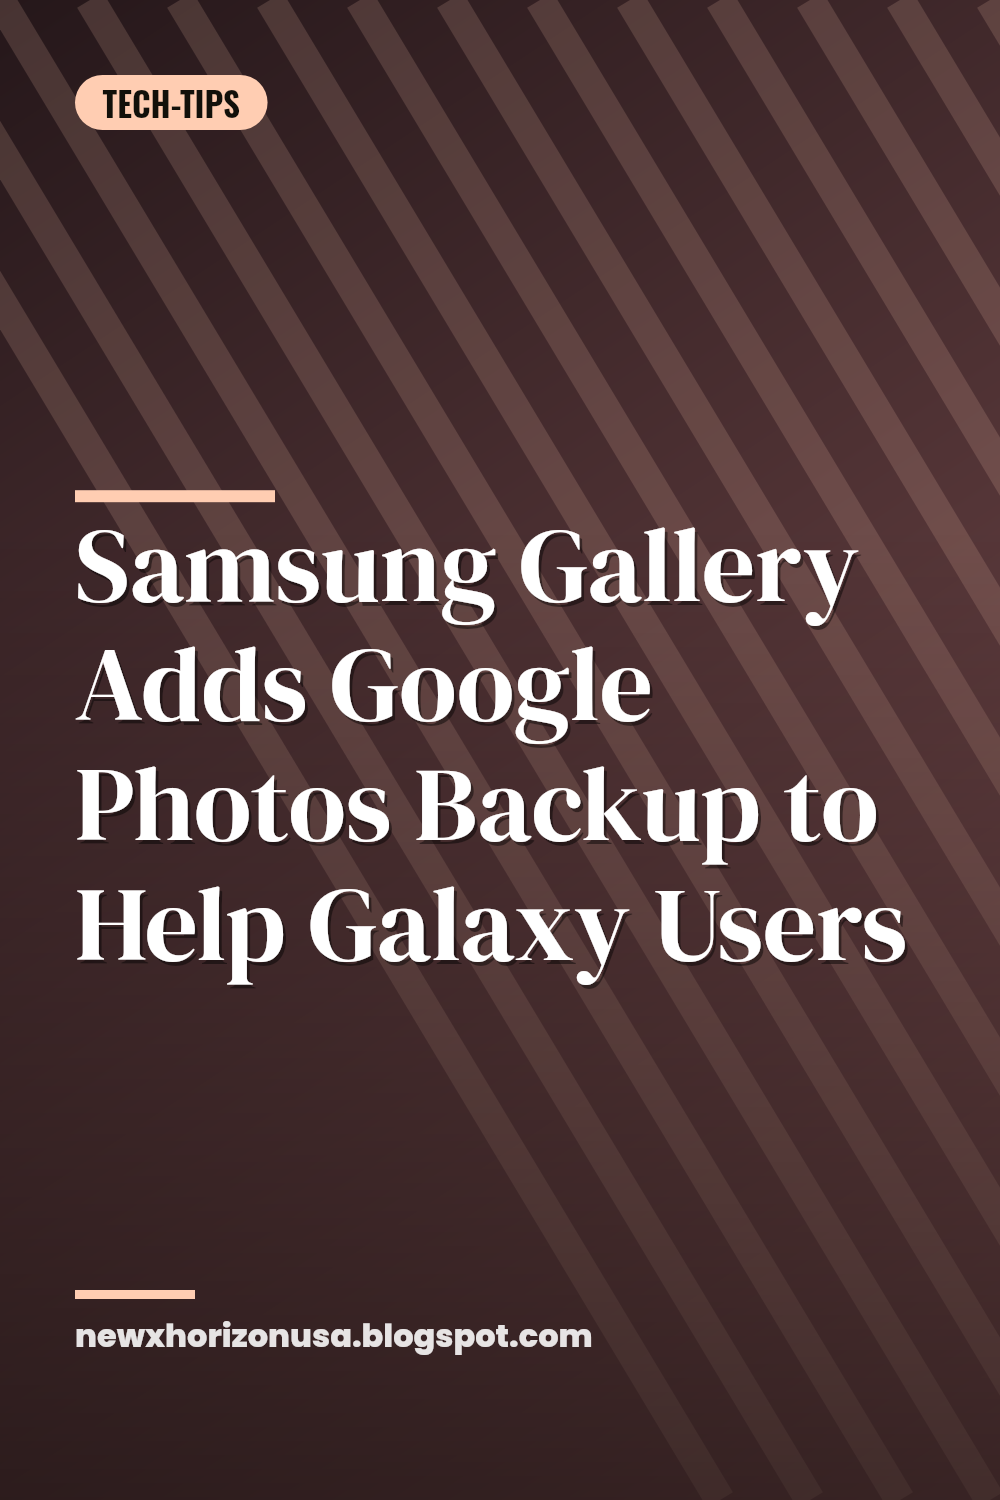 TECH-TIPS
Samsung Gallery
Adds Google
Photos Backup to
Help Galaxy Users
newxhorizonusa.blogspot.com